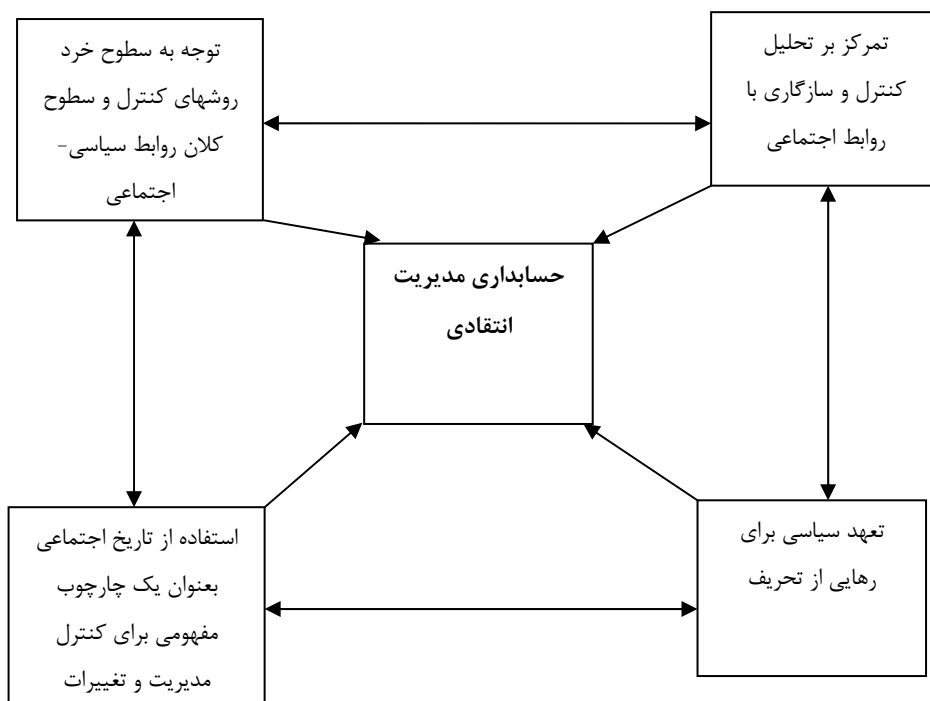 تمرکز بر تحلیل
کنترل و سازگاری با
روابط اجتماعی
توجه به سطوح خرد
روشهای کنترل و سطوح
کلان روابط سیاسی-
اجتماعی
حسابداری مدیریت
انتقادی
تعهد سیاسی برای
رهایی از تحریف
استفاده از تاریخ اجتماعی
بعنوان یک چارچوب
مفهومی برای کنترل
مدیریت و تغییرات